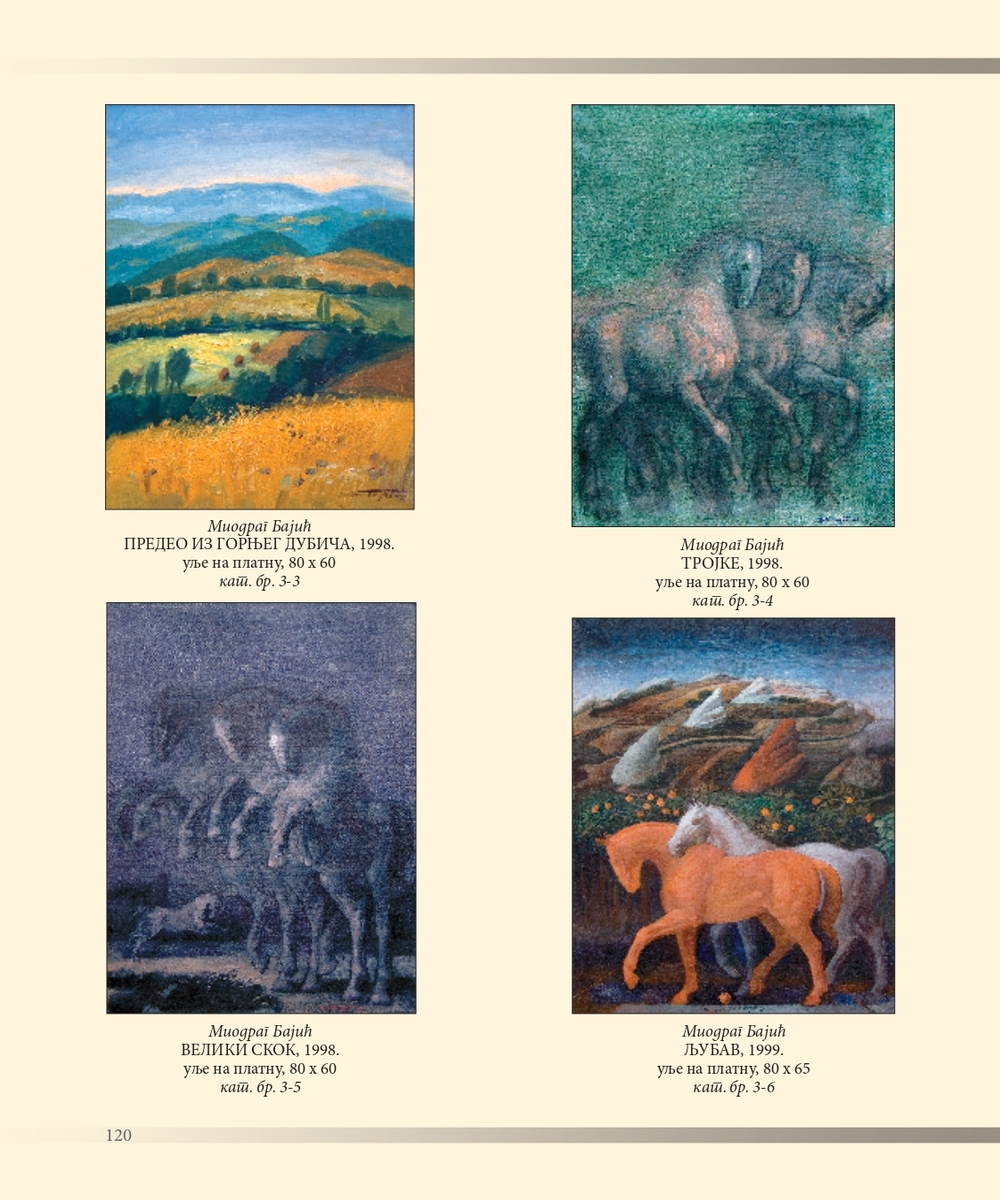 Миодраг Бајић
ПРЕДЕО ИЗ ГОРЊЕГ ДУБИЧА, 1998.
уље на платну, 80 x 60
кат. бр. 3-3
Миодраг Бајић
ТРОЈКЕ, 1998.
уље на платну, 80 x 60
кат. бр. 3-4
Миодраг Бајић
ВЕЛИКИ СКОК, 1998.
уље на платну, 80 x 60
кат. бр. 3-5
Миодраг Бајић
ЉУБАВ, 1999.
уље на платну, 80 x 65
кат. бр. 3-6
120